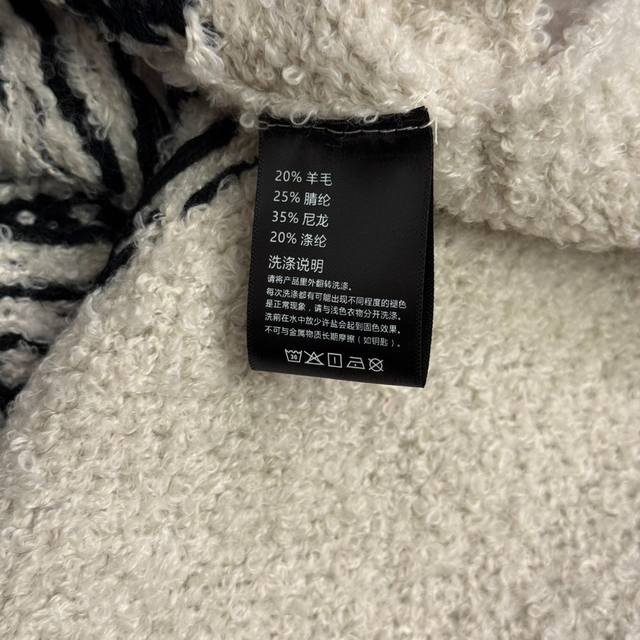 20% 羊毛
25% 腈纶
35% 尼龙
20% 涤纶
洗涤说明
请将产品里外翻转洗涤。
每次洗涤都有可能出现不同程度的褪色
是正常现象，请与浅色衣物分开洗涤。
洗前在水中放少许盐会起到固色效果。
不可与金属物质长期摩擦（如钥匙）。